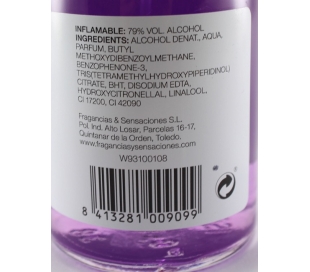 INFLAMABLE: 79% VOL. ALCOHOL
INGREDIENTS: ALCOHOL DENAT., AQUA,
PARFUM, BUTYL
METHOXYDIBENZOYLMETHANE,
BENZOPHENONE-3,
TRIS(TETRAMETHYLHYDROXYPIPERIDINOL)
CITRATE, BHT, DISODIUM EDTA,
HYDROXYCITRONELLAL, LINALOOL,
CI 17200, CI 42090
Fragancias & Sensaciones S.L.
Pol. Ind. Alto Losar, Parcelas 16-17,
Quintanar de la Orden, Toledo.
www.fraganciasysensaciones.com
W93100108
8 413281 009099